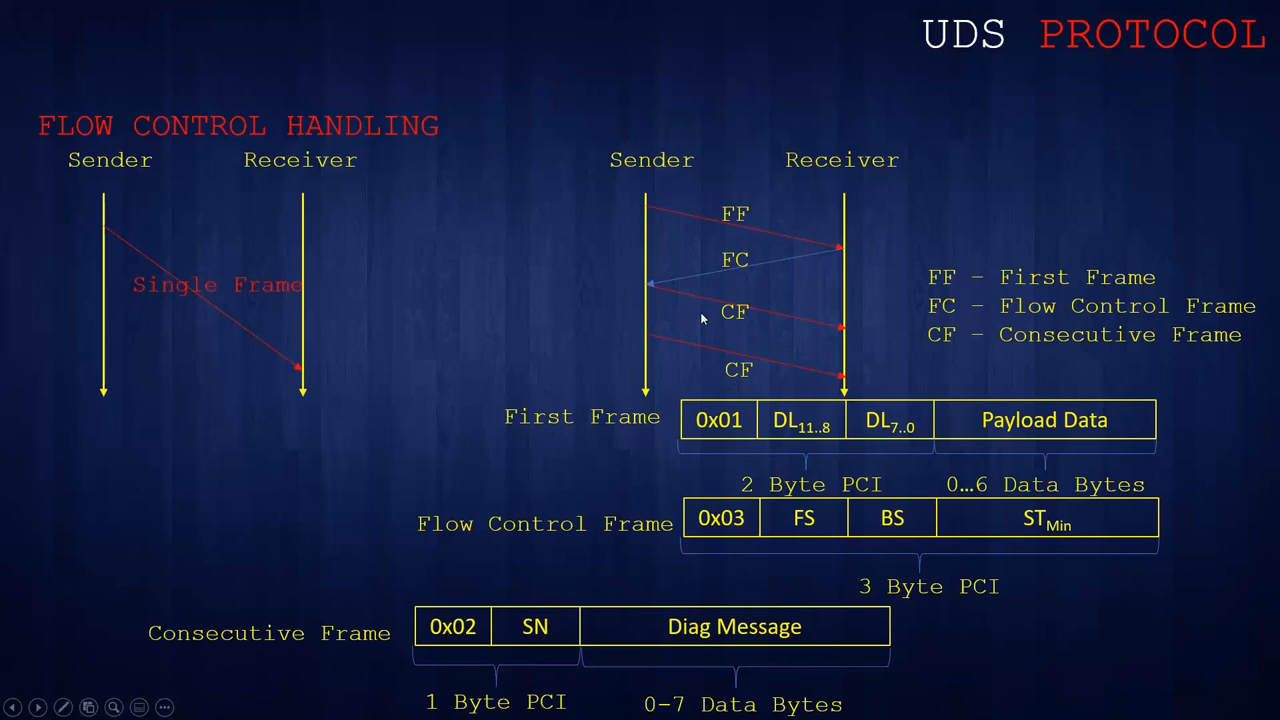 UDS PROTOCOL
FLOW CONTROL HANDLING
Sender Receiver
Single Frame
Sender Receiver
FF
FC
CF
CF
FF – First Frame
FC – Flow Control Frame
CF – Consecutive Frame
First Frame 0x01 DL11..8 DL7..0 Payload Data
2 Byte PCI 0...6 Data Bytes
Flow Control Frame 0x03 FS BS STMin
3 Byte PCI
Consecutive Frame 0x02 SN Diag Message
1 Byte PCI 0-7 Data Bytes